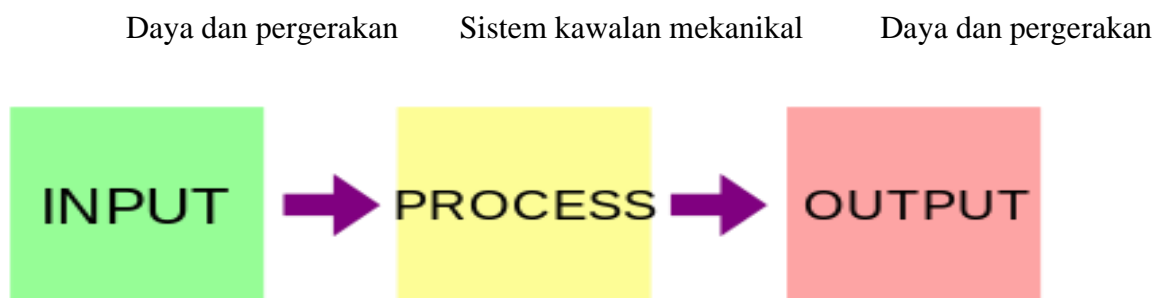 Daya dan pergerakan Sistem kawalan mekanikal Daya dan pergerakan
INPUT PROCESS OUTPUT